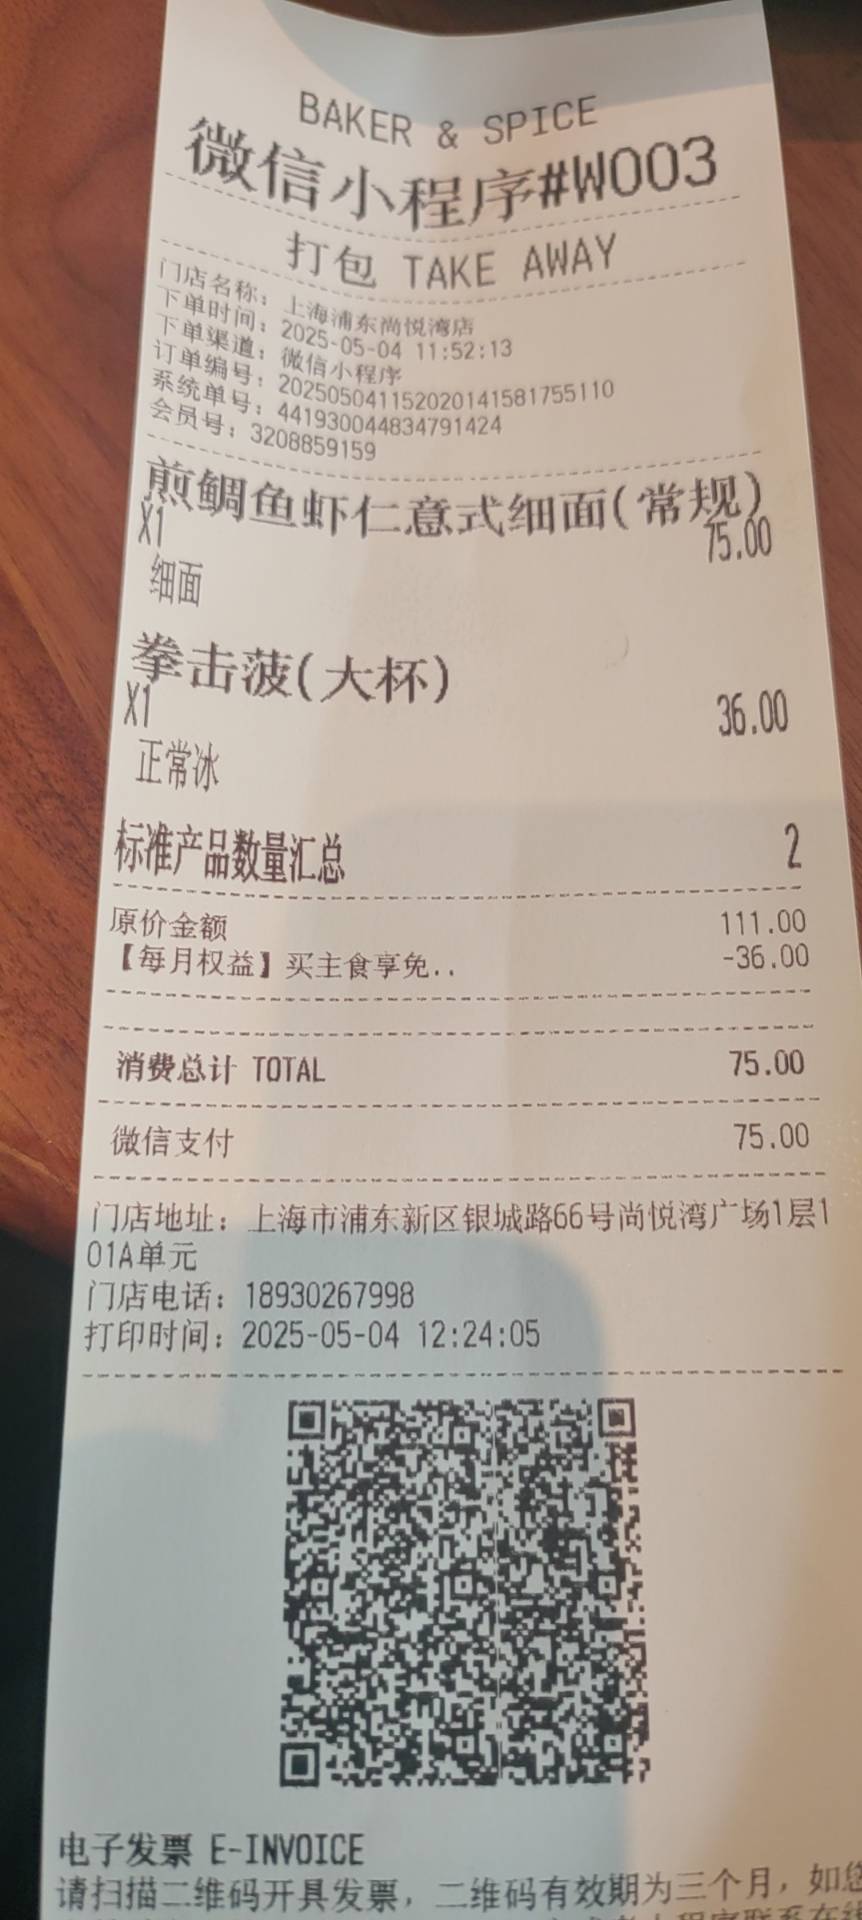 BAKER & SPICE
微信小程序#W003
打包 TAKE AWAY
门店名称：上海浦东尚悦湾店
下单时间：2025-05-04 11:52:13
下单渠道：微信小程序
订单编号：2025050411520201415817​55110
系统单号：441930044834791424
会员号：3208859159
煎鲷鱼虾仁意式细面(常规)
X1 75.00
细面
拳击菠(大杯)
X1 36.00
正常冰
标准产品数量汇总 2
原价金额 111.00
【每月权益】买主食享免.. -36.00
消费总计 TOTAL 75.00
微信支付 75.00
门店地址：上海市浦东新区银城路66号尚悦湾广场1层1
01A单元
门店电话：18930267998
打印时间：2025-05-04 12:24:05
电子发票 E-INVOICE
请扫描二维码开具发票，二维码有效期为三个月，如您